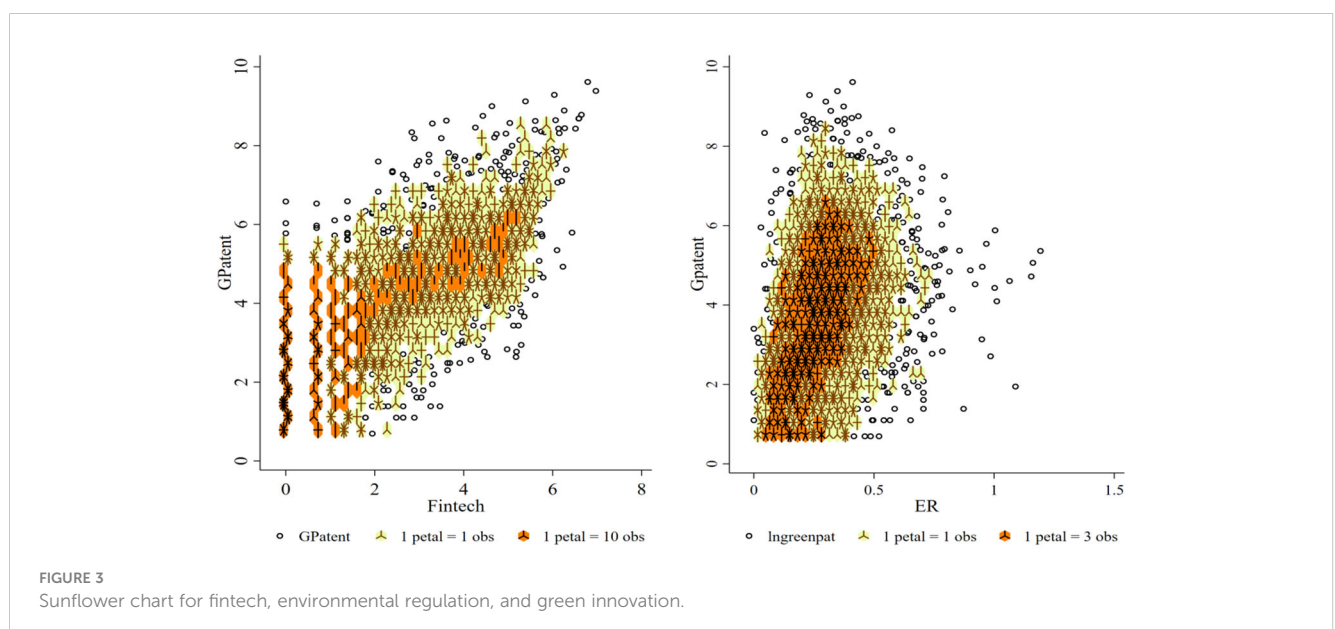 10
8
6
4
2
0
GPatent
0 2 4 6 8
Fintech
GPatent 1 petal = 1 obs 1 petal = 10 obs
10
8
6
4
2
0
Gpatent
0 0.5 1 1.5
ER
lngreenpat 1 petal = 1 obs 1 petal = 3 obs
FIGURE 3
Sunflower chart for fintech, environmental regulation, and green innovation.